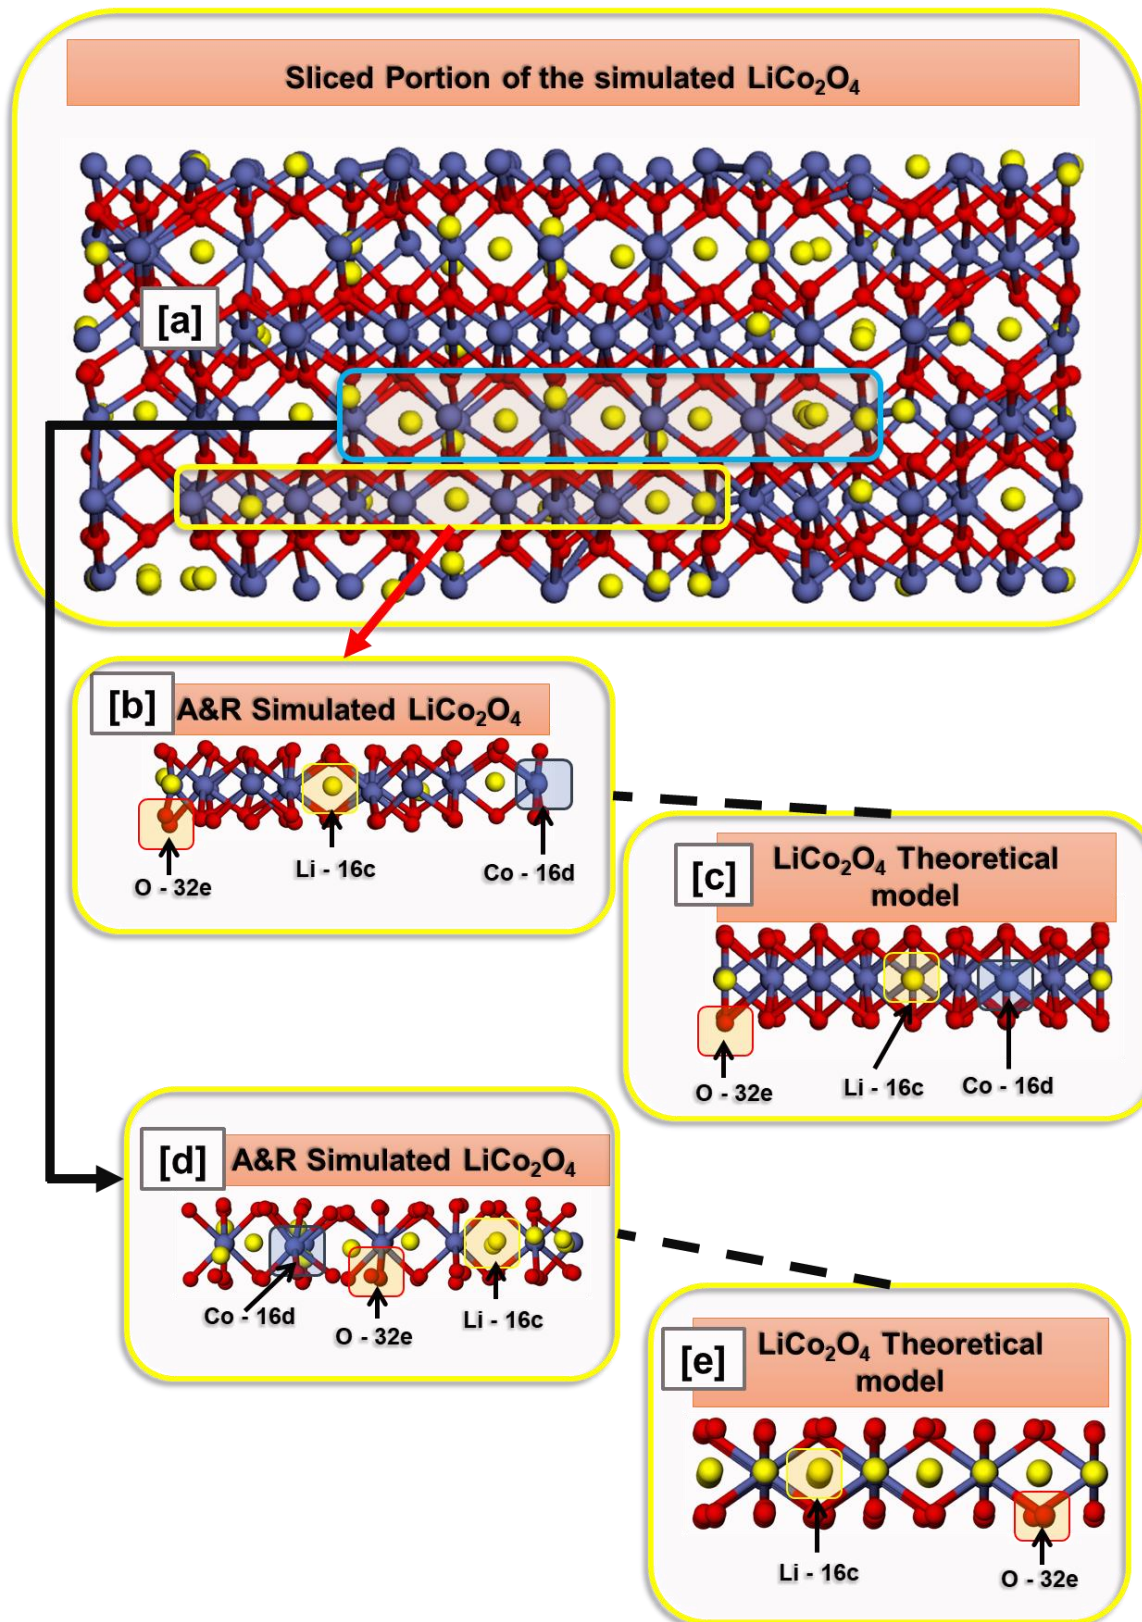 Sliced Portion of the simulated LiCo₂O₄
[a]
[b]
A&R Simulated LiCo₂O₄
O - 32e
Li - 16c
Co - 16d
[c]
LiCo₂O₄ Theoretical
model
O - 32e
Li - 16c
Co - 16d
[d]
A&R Simulated LiCo₂O₄
Co - 16d
O - 32e
Li - 16c
[e]
LiCo₂O₄ Theoretical
model
Li - 16c
O - 32e